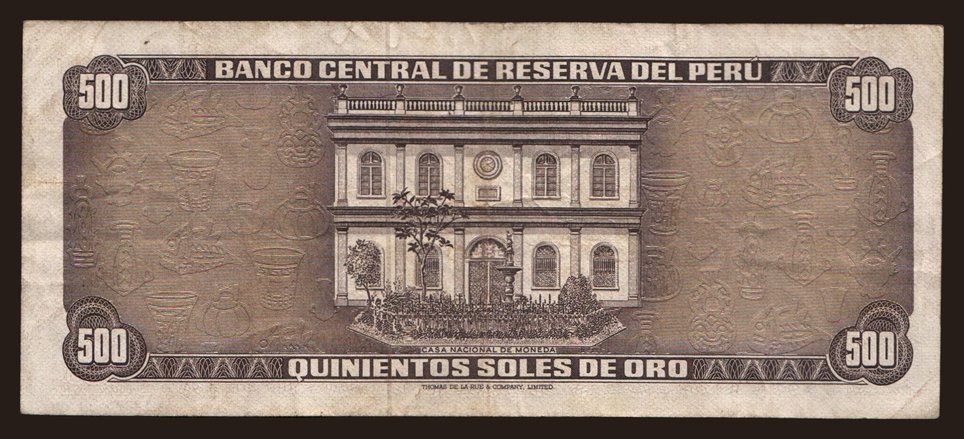 BANCO CENTRAL DE RESERVA DEL PERÚ
500 500
CASA NACIONAL DE MONEDA
500 500
QUINIENTOS SOLES DE ORO
THOMAS DE LA RUE & COMPANY, LIMITED.